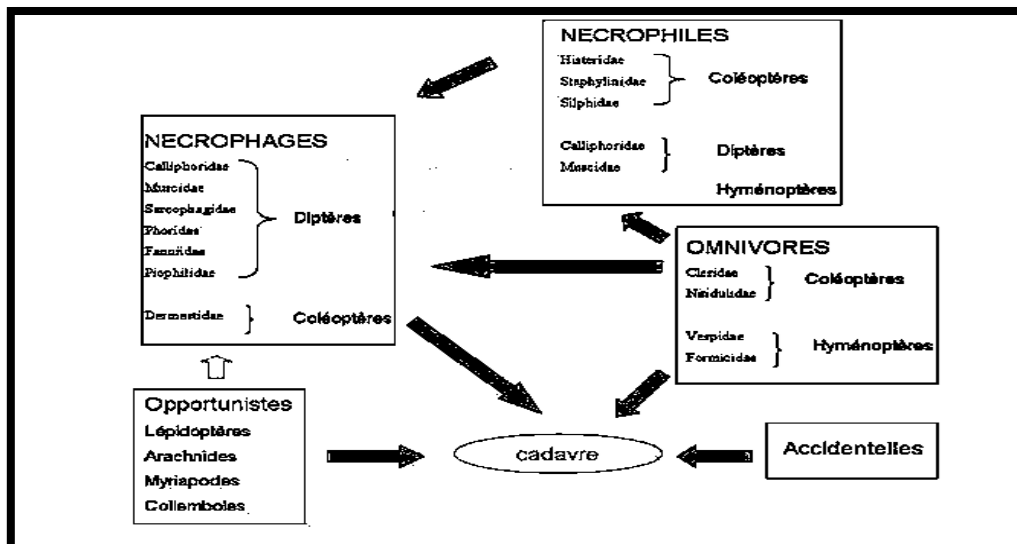 NECROPHILES
Histeridae
Staphylinidae
Silphidae
Coléoptères
Calliphoridae
Muscidae
Diptères
Hyménoptères
NECROPHAGES
Calliphoridae
Muscidae
Sarcophagidae
Phoridae
Fanniidae
Piophilidae
Diptères
Dermestidae
Coléoptères
OMNIVORES
Cleridae
Nitidulidae
Coléoptères
Vespidae
Formicidae
Hyménoptères
Opportunistes
Lépidoptères
Arachnides
Myriapodes
Collemboles
cadavre
Accidentelles